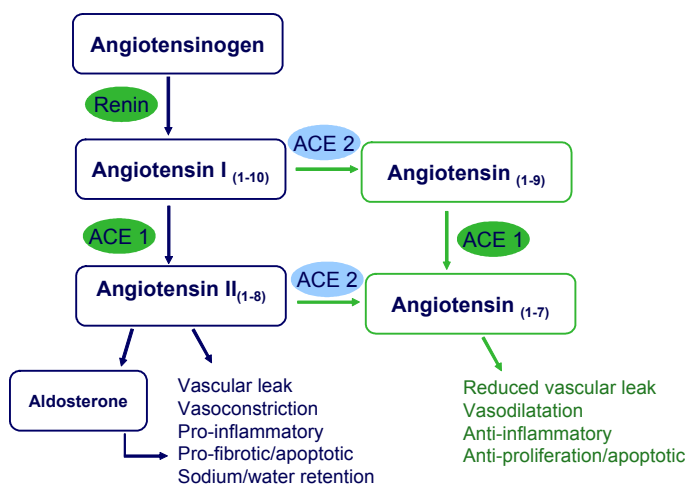 Angiotensinogen
Renin
ACE 2
Angiotensin I (1-10)
Angiotensin (1-9)
ACE 1
ACE 1
Angiotensin II(1-8)
ACE 2
Angiotensin (1-7)
Aldosterone
Vascular leak
Vasoconstriction
Pro-inflammatory
Pro-fibrotic/apoptotic
Sodium/water retention
Reduced vascular leak
Vasodilatation
Anti-inflammatory
Anti-proliferation/apoptotic